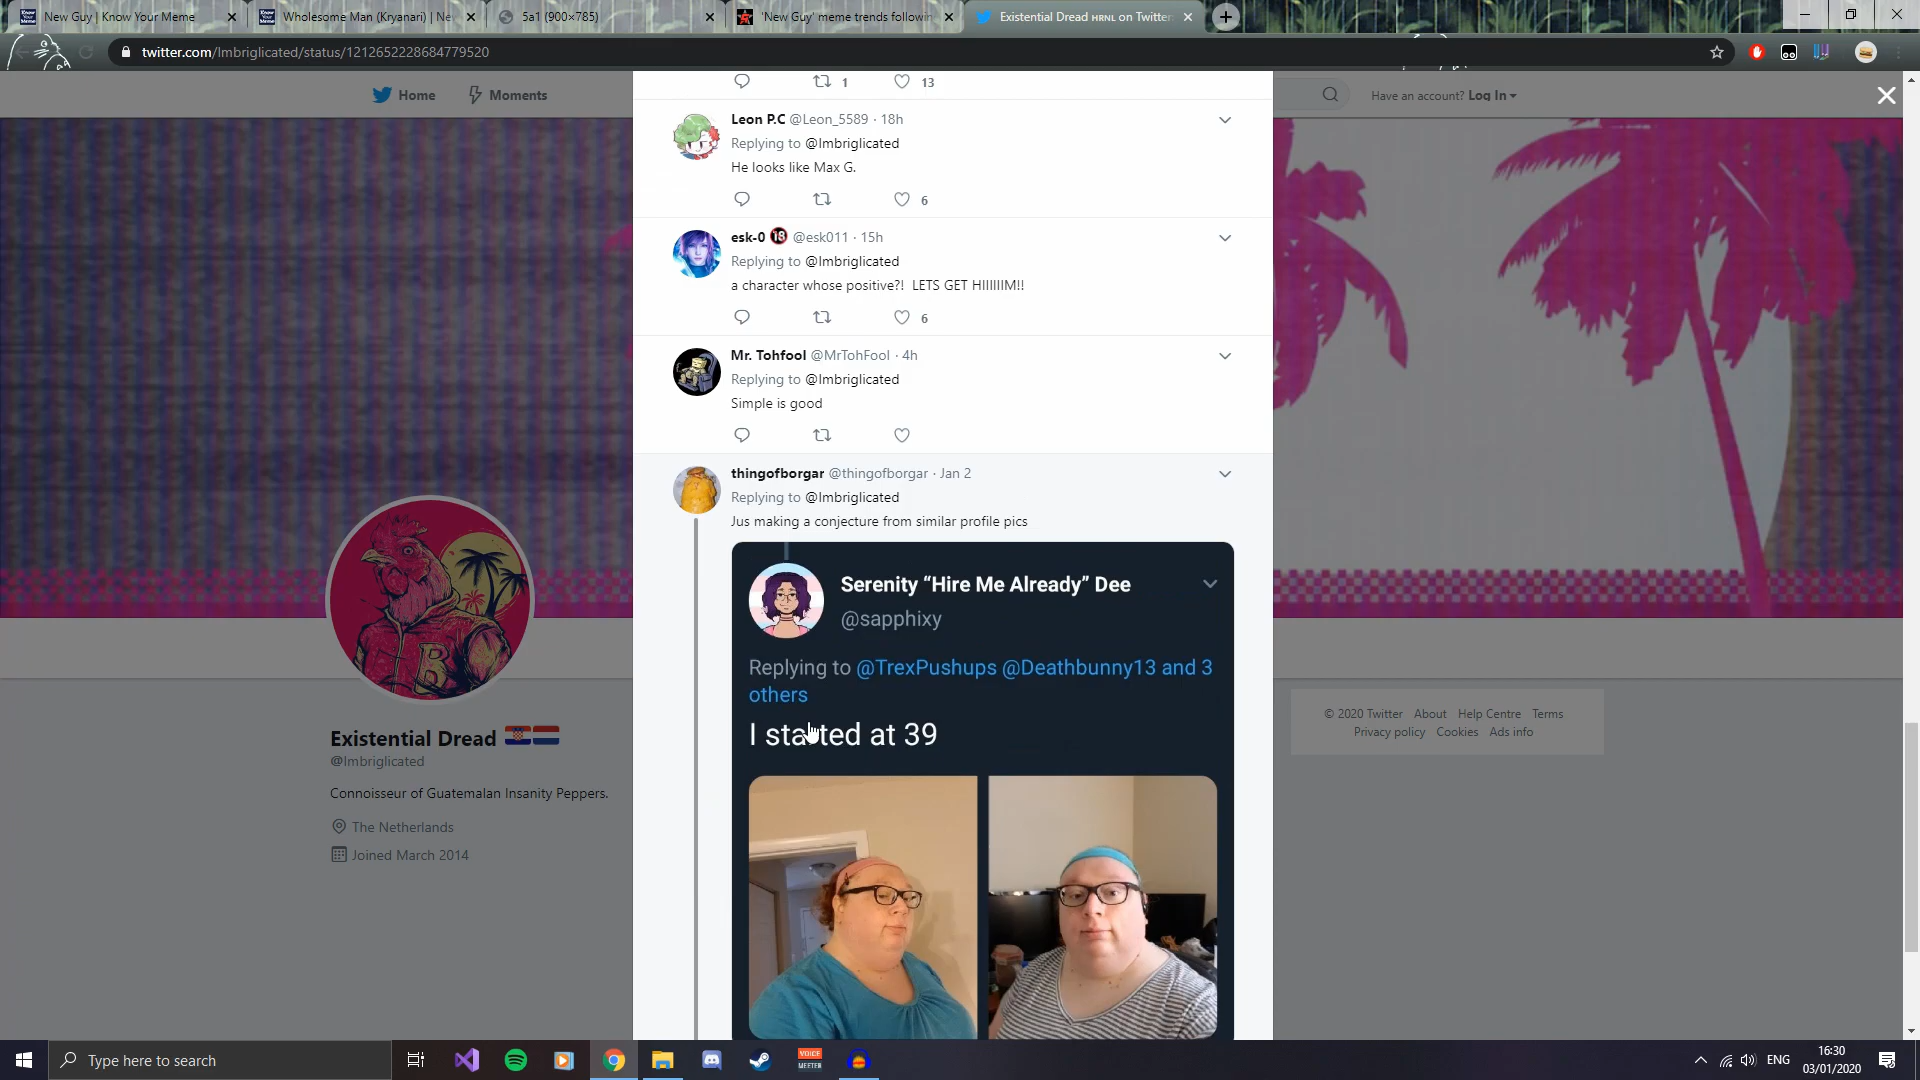 New Guy | Know Your Meme
Wholesome Man (Kryanari) | Ne
5a1 (900×785)
'New Guy' meme trends followin
Existential Dread ʜʀɴʟ on Twitter
twitter.com/Imbriglicated/status/1212652228684779520
Home
Moments
Have an account? Log In
1
13
Leon P.C @Leon_5589 · 18h
Replying to @Imbriglicated
He looks like Max G.
6
esk-0 🔞 @esk011 · 15h
Replying to @Imbriglicated
a character whose positive?! LETS GET HIIIIIIM!!
6
Mr. Tohfool @MrTohFool · 4h
Replying to @Imbriglicated
Simple is good
thingofborgar @thingofborgar · Jan 2
Replying to @Imbriglicated
Jus making a conjecture from similar profile pics
Serenity “Hire Me Already” Dee
@sapphixy
Replying to @TrexPushups @Deathbunny13 and 3
others
I started at 39
B
Existential Dread
@Imbriglicated
Connoisseur of Guatemalan Insanity Peppers.
The Netherlands
Joined March 2014
© 2020 Twitter About Help Centre Terms
Privacy policy Cookies Ads info
Type here to search
VOICE
MEETER
ENG
16:30
03/01/2020